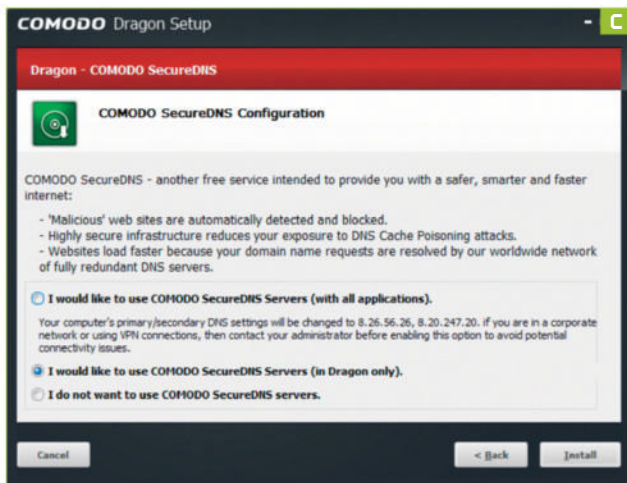 COMODO Dragon Setup
C
Dragon - COMODO SecureDNS
COMODO SecureDNS Configuration
COMODO SecureDNS - another free service intended to provide you with a safer, smarter and faster
internet:
- 'Malicious' web sites are automatically detected and blocked.
- Highly secure infrastructure reduces your exposure to DNS Cache Poisoning attacks.
- Websites load faster because your domain name requests are resolved by our worldwide network
of fully redundant DNS servers.
I would like to use COMODO SecureDNS Servers (with all applications).
Your computer's primary/secondary DNS settings will be changed to 8.26.56.26, 8.20.247.20. if you are in a corporate
network or using VPN connections, then contact your administrator before enabling this option to avoid potential
connectivity issues.
I would like to use COMODO SecureDNS Servers (in Dragon only).
I do not want to use COMODO SecureDNS servers.
Cancel
< Back
Install